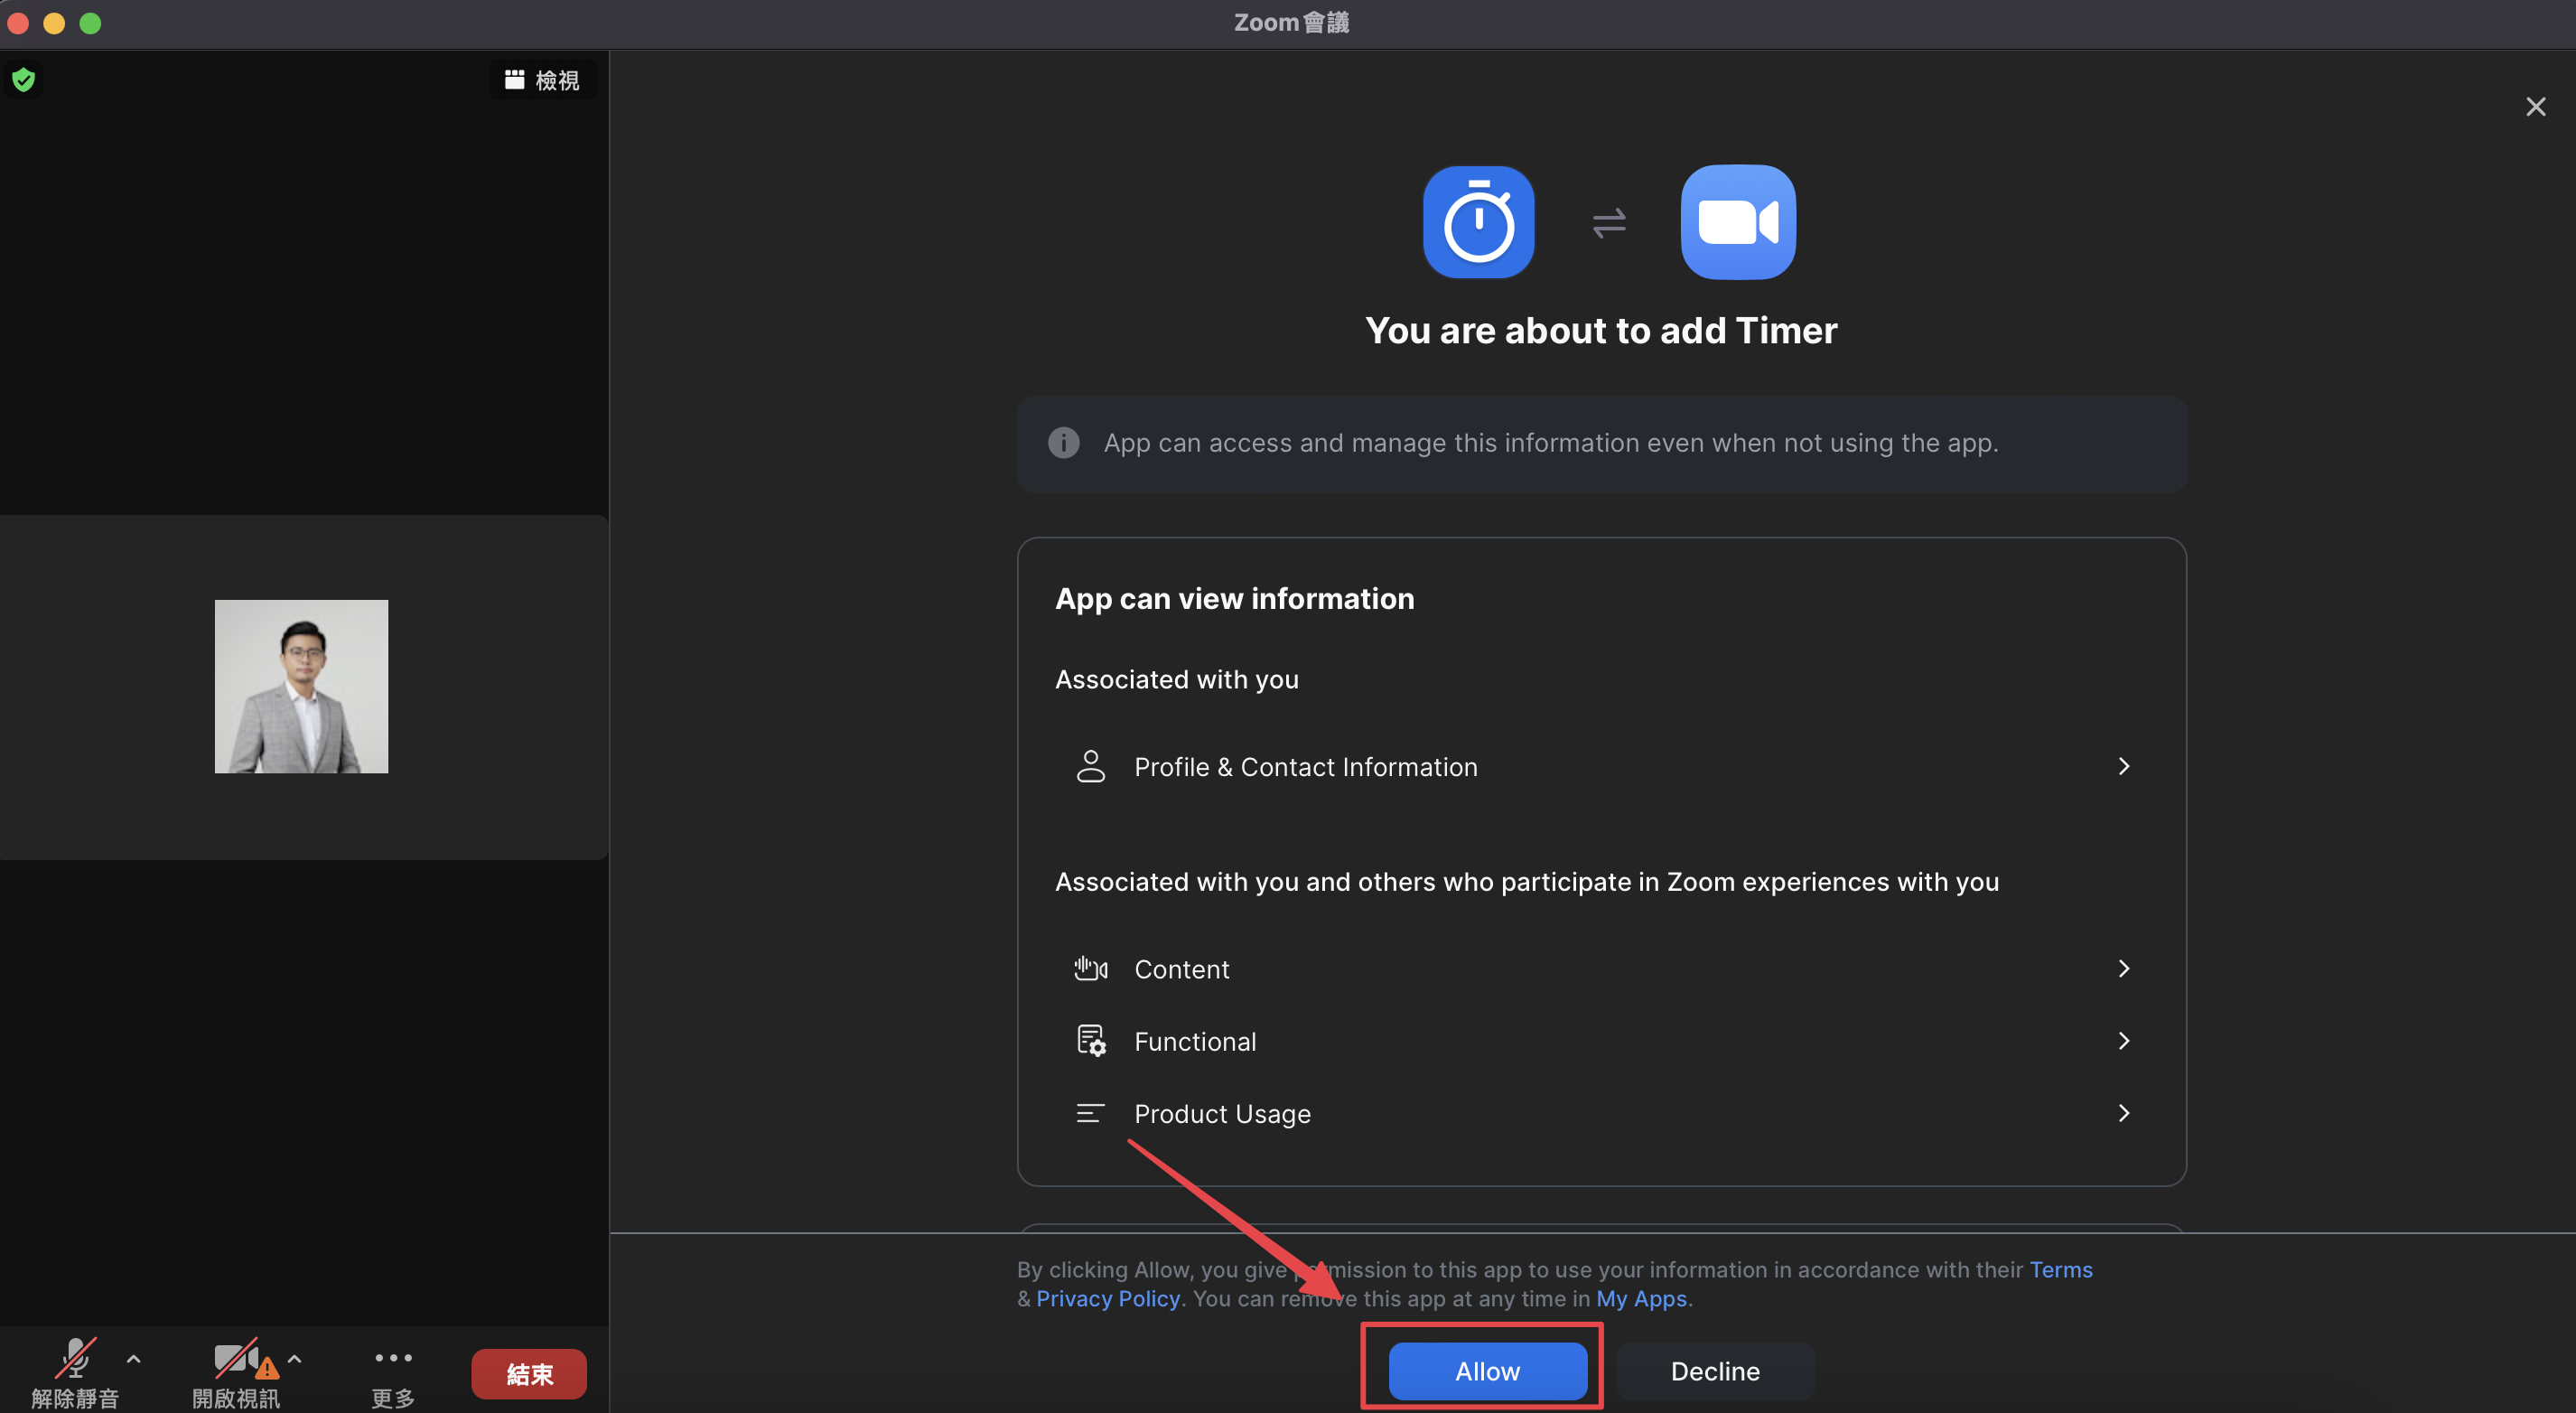 Zoom會議
檢視
You are about to add Timer
App can access and manage this information even when not using the app.
App can view information
Associated with you
Profile & Contact Information
Associated with you and others who participate in Zoom experiences with you
Content
Functional
Product Usage
By clicking Allow, you give permission to this app to use your information in accordance with their Terms
& Privacy Policy. You can remove this app at any time in My Apps.
Allow
Decline
解除靜音
開啟視訊
更多
結束